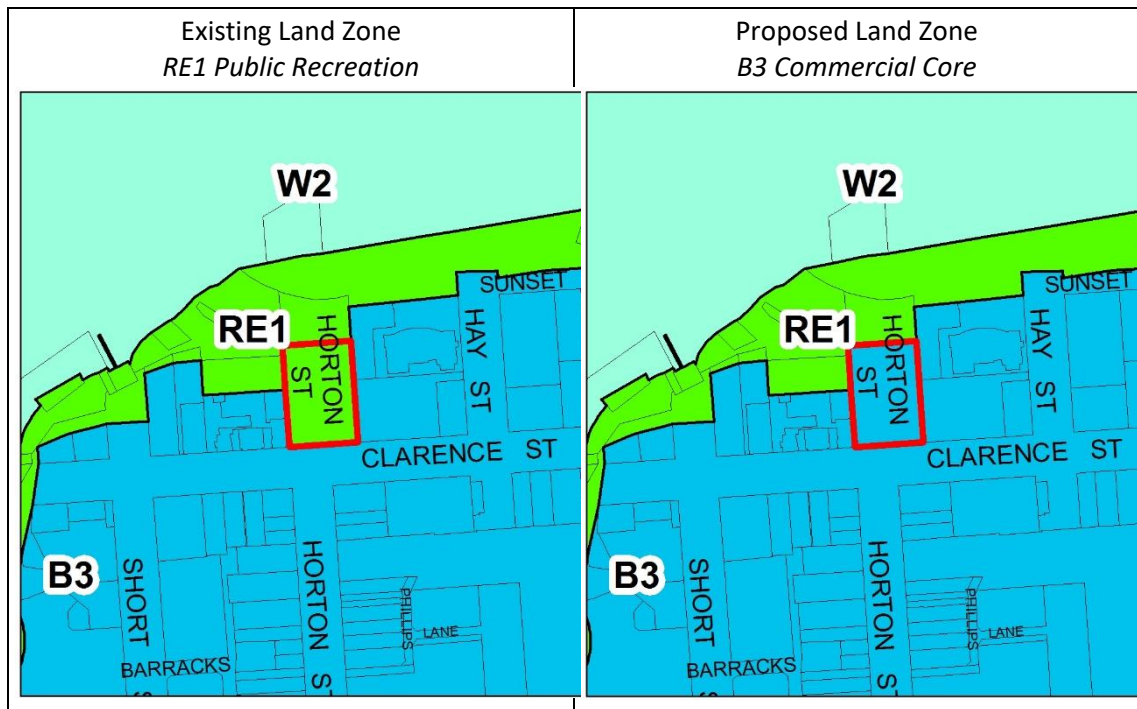 Existing Land Zone
RE1 Public Recreation
W2
RE1
HORTON
ST
HAY
ST
SUNSET
CLARENCE ST
B3
SHORT
HORTON ST
PHILLIPS
LANE
BARRACKS
S
Proposed Land Zone
B3 Commercial Core
W2
RE1
HORTON
ST
HAY
ST
SUNSET
CLARENCE ST
B3
SHORT
HORTON ST
PHILLIPS
LANE
BARRACKS
S